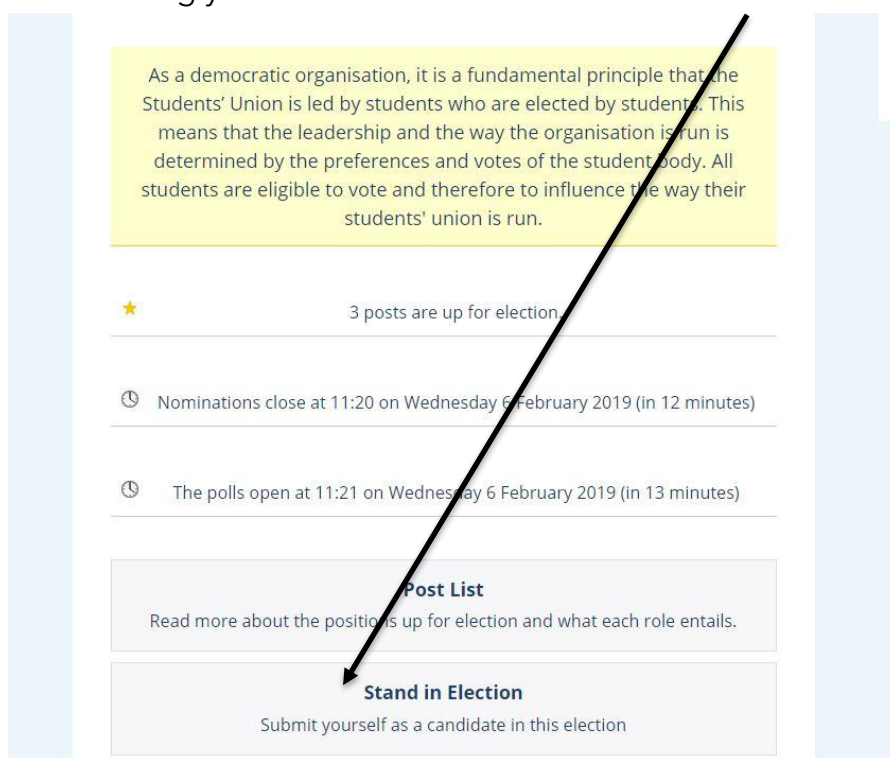 As a democratic organisation, it is a fundamental principle that the
Students' Union is led by students who are elected by students. This
means that the leadership and the way the organisation is run is
determined by the preferences and votes of the student body. All
students are eligible to vote and therefore to influence the way their
students' union is run.
3 posts are up for election.
Nominations close at 11:20 on Wednesday 6 February 2019 (in 12 minutes)
The polls open at 11:21 on Wednesday 6 February 2019 (in 13 minutes)
Post List
Read more about the positions up for election and what each role entails.
Stand in Election
Submit yourself as a candidate in this election